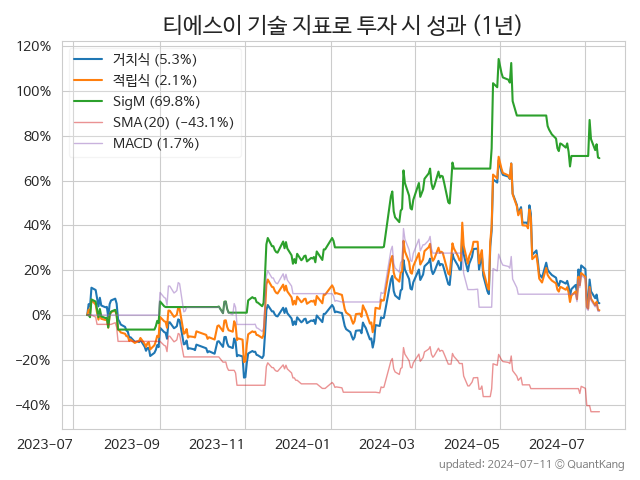 티에스이 기술 지표로 투자 시 성과 (1년)
120%
100%
80%
60%
40%
20%
0%
−20%
−40%
거치식 (5.3%)
적립식 (2.1%)
SigM (69.8%)
SMA(20) (−43.1%)
MACD (1.7%)
2023-07
2023-09
2023-11
2024-01
2024-03
2024-05
2024-07
updated: 2024-07-11 © QuantKang